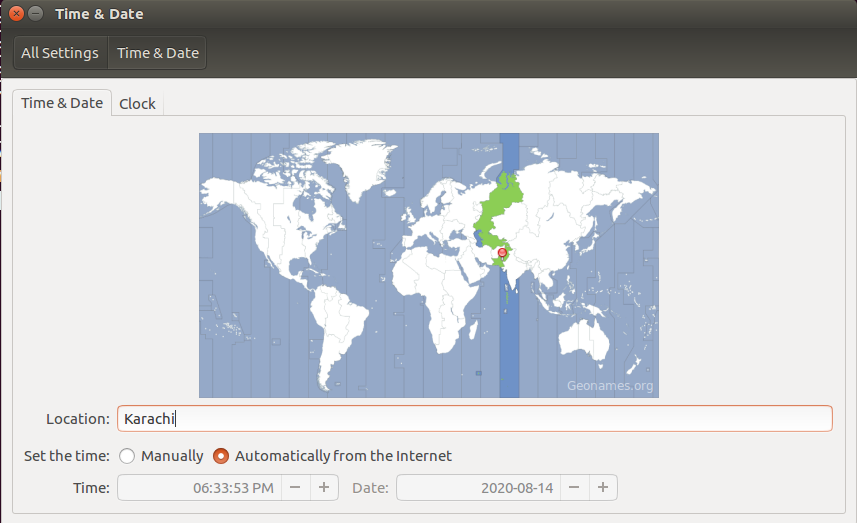 Time & Date
All Settings Time & Date
Time & Date Clock
Geonames.org
Location: Karachi
Set the time: Manually Automatically from the Internet
Time: 06:33:53 PM − + Date: 2020-08-14 − +